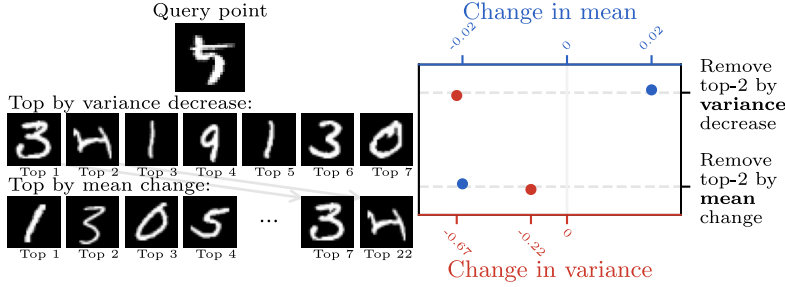 Query point
Top by variance decrease:
Top 1 Top 2 Top 3 Top 4 Top 5 Top 6 Top 7
Top by mean change:
...
Top 1 Top 2 Top 3 Top 4 Top 7 Top 22
Change in mean
-0.02 0 0.02
Remove
top-2 by
variance
decrease
Remove
top-2 by
mean
change
-0.67 -0.22 0
Change in variance